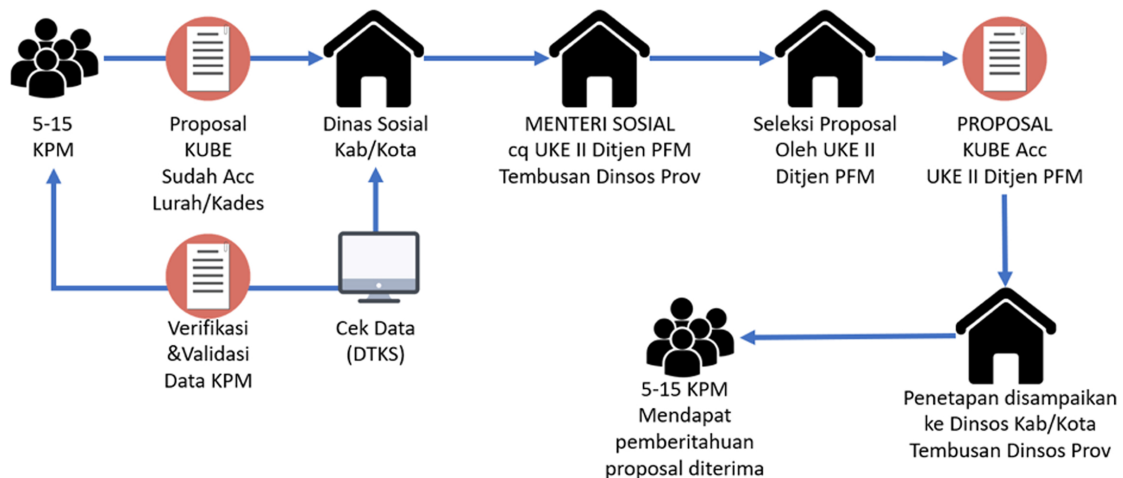 5-15
KPM
Proposal
KUBE
Sudah Acc
Lurah/Kades
Dinas Sosial
Kab/Kota
MENTERI SOSIAL
cq UKE II Ditjen PFM
Tembusan Dinsos Prov
Seleksi Proposal
Oleh UKE II
Ditjen PFM
PROPOSAL
KUBE Acc
UKE II Ditjen PFM
Verifikasi
&Validasi
Data KPM
Cek Data
(DTKS)
5-15 KPM
Mendapat
pemberitahuan
proposal diterima
Penetapan disampaikan
ke Dinsos Kab/Kota
Tembusan Dinsos Prov